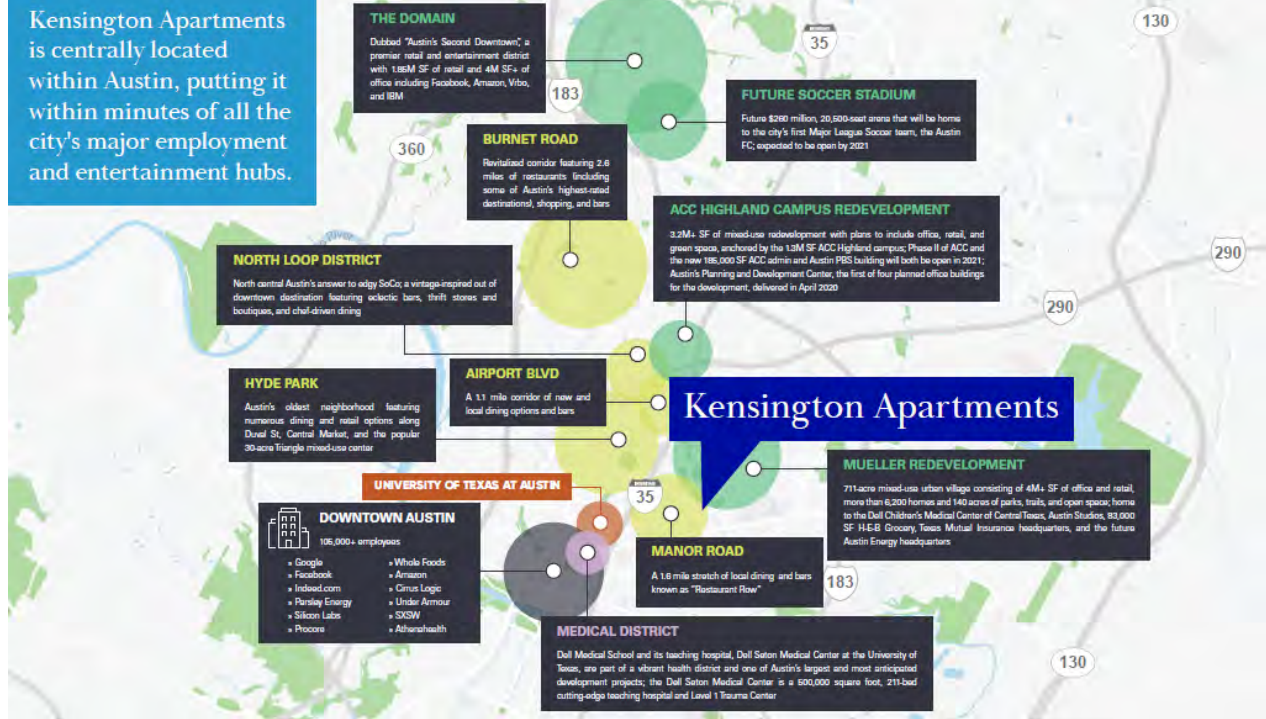 Kensington Apartments
is centrally located
within Austin, putting it
within minutes of all the
city's major employment
and entertainment hubs.
THE DOMAIN
Dubbed "Austin's Second Downtown", a
premier retail and entertainment district
with 1.86M SF of retail and 4M SF+ of
office including Facebook, Amazon, Vrbo,
and IBM
183
35
130
FUTURE SOCCER STADIUM
Future $260 million, 20,500-seat arena that will be home
to the city's first Major League Soccer team, the Austin
FC; expected to be open by 2021
360
BURNET ROAD
Revitalized corridor featuring 2.6
miles of restaurants (including
some of Austin's highest-rated
destinations), shopping, and bars
ACC HIGHLAND CAMPUS REDEVELOPMENT
3.2M+ SF of mixed-use redevelopment with plans to include office, retail, and
green space, anchored by the 1.3M SF ACC Highland campus; Phase II of ACC and
the new 185,000 SF ACC admin and Austin PBS building will both be open in 2021;
Austin's Planning and Development Center, the first of four planned office buildings
for the development, delivered in April 2020
River
290
290
NORTH LOOP DISTRICT
North central Austin's answer to edgy SoCo; a vintage-inspired out of
downtown destination featuring eclectic bars, thrift stores and
boutiques, and chef-driven dining
HYDE PARK
Austin's oldest neighborhood featuring
numerous dining and retail options along
Duval St, Central Market, and the popular
30-acre Triangle mixed-use center
AIRPORT BLVD
A 1.1 mile corridor of new and
local dining options and bars
Kensington Apartments
MUELLER REDEVELOPMENT
711-acre mixed-use urban village consisting of 4M+ SF of office and retail,
more than 6,200 homes and 140 acres of parks, trails, and open space; home
to the Dell Children's Medical Center of Central Texas, Austin Studios, 83,000
SF H-E-B Grocery, Texas Mutual Insurance headquarters, and the future
Austin Energy headquarters
UNIVERSITY OF TEXAS AT AUSTIN
35
DOWNTOWN AUSTIN
105,000+ employees
» Google
» Facebook
» Indeed.com
» Parsley Energy
» Silicon Labs
» Procore
» Whole Foods
» Amazon
» Cirrus Logic
» Under Armour
» SXSW
» Athenahealth
MANOR ROAD
A 1.6 mile stretch of local dining and bars
known as "Restaurant Row"
183
MEDICAL DISTRICT
Dell Medical School and its teaching hospital, Dell Seton Medical Center at the University of
Texas, are part of a vibrant health district and one of Austin's largest and most anticipated
development projects; the Dell Seton Medical Center is a 500,000 square foot, 211-bed
cutting-edge teaching hospital and Level 1 Trauma Center
130